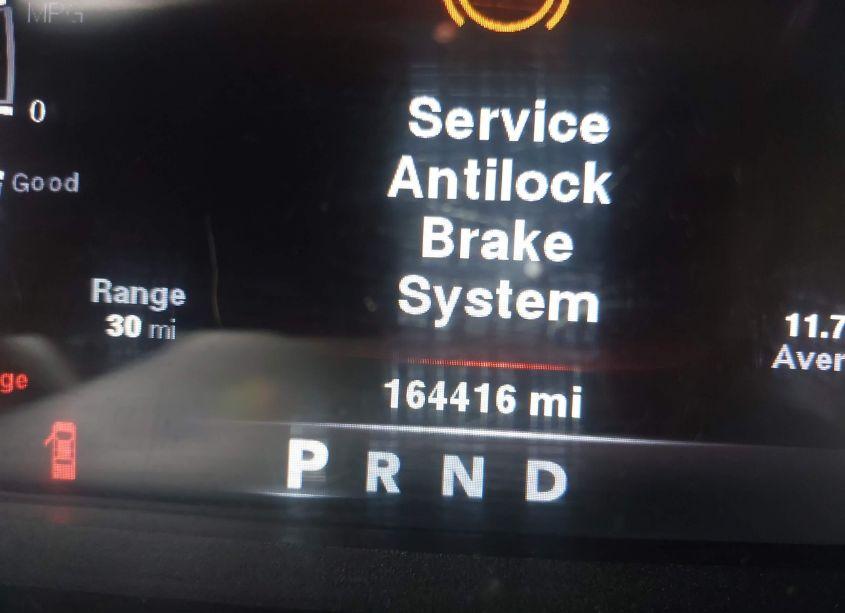 MPG
0
Good
Service
Antilock
Brake
System
Range
30 mi
11.7
Aver
ge
164416 mi
P R N D